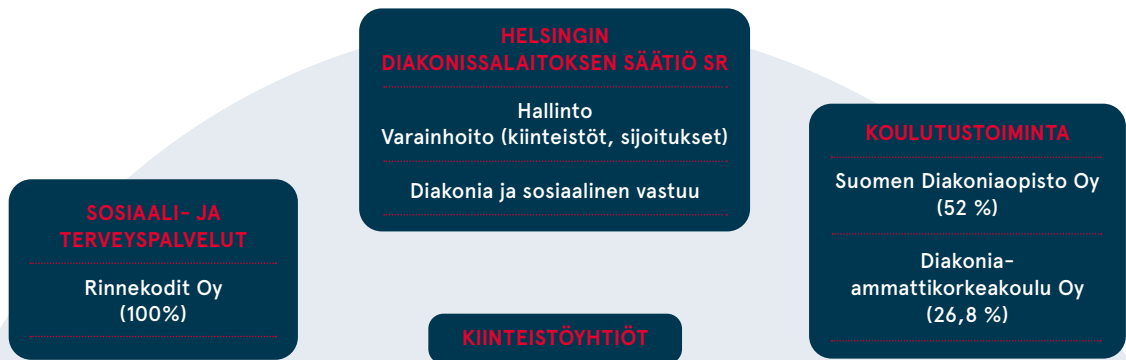 HELSINGIN
DIAKONISSALAITOKSEN SÄÄTIÖ SR
Hallinto
Varainhoito (kiinteistöt, sijoitukset)
Diakonia ja sosiaalinen vastuu
SOSIAALI- JA
TERVEYSPALVELUT
Rinnekodit Oy
(100%)
KIINTEISTÖYHTIÖT
KOULUTUSTOIMINTA
Suomen Diakoniaopisto Oy
(52 %)
Diakonia-
ammattikorkeakoulu Oy
(26,8 %)